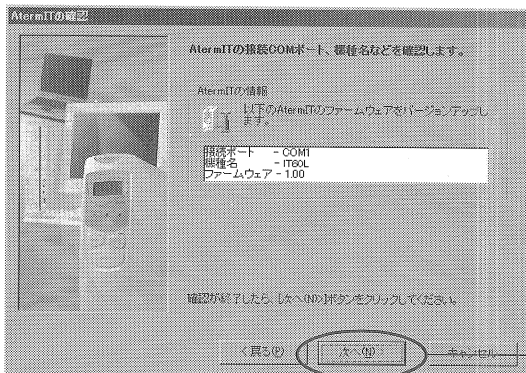 AtermITの確認
AtermITの接続COMポート、機種名などを確認します。
AtermITの情報
以下のAtermITのファームウェアをバージョンアップし
ます。
接続ポート - COM1
機種名 - IT60L
ファームウェア - 1.00
確認が終了したら、[次へ(N)>]ボタンをクリックしてください。
< 戻る(P)
次へ(N) >
キャンセル